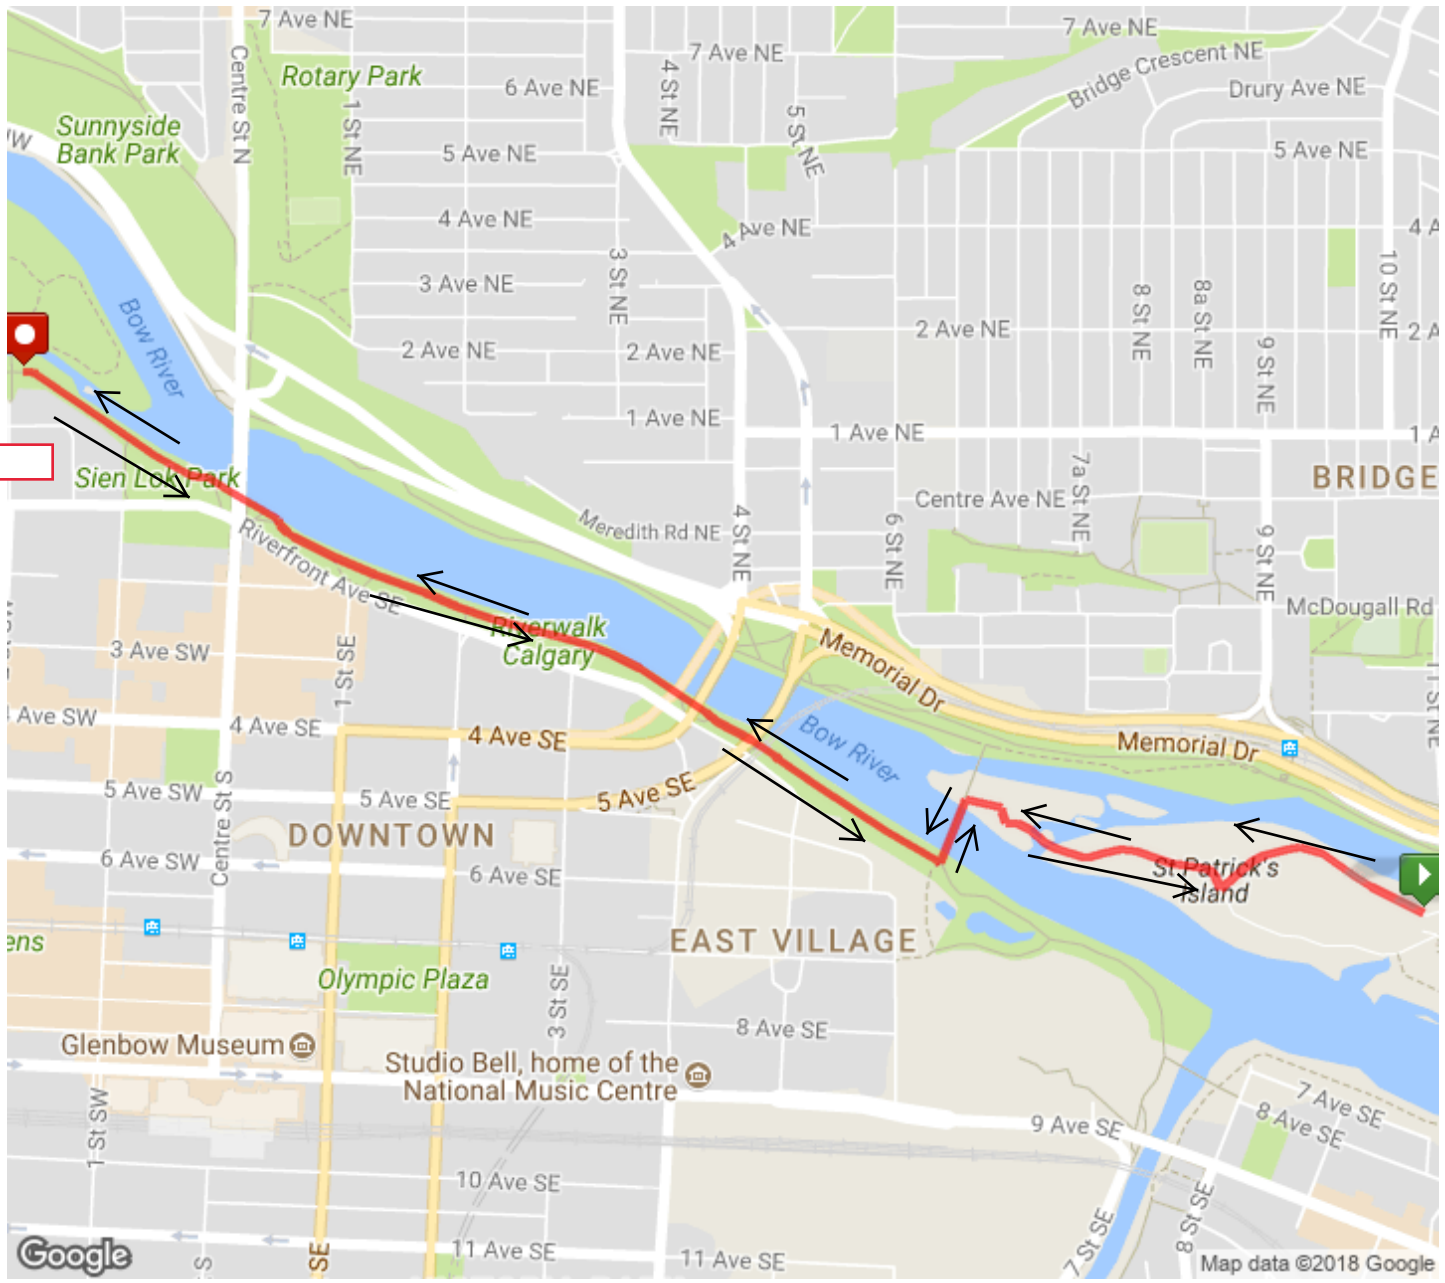 7 Ave NE
7 Ave NE
7 Ave NE
Rotary Park
Centre St N
6 Ave NE
4 St NE
Bridge Crescent NE
Drury Ave NE
Sunnyside
Bank Park
1 St NE
5 Ave NE
5 St NE
5 Ave NE
4 Ave NE
4 Ave NE
4 A
3 St NE
3 Ave NE
8 St NE
8a St NE
10 St NE
Bow River
2 Ave NE
2 Ave NE
2 Ave NE
2 A
9 St NE
1 Ave NE
1 Ave NE
1 A
Sien Lok Park
7a St NE
BRIDGE
Centre Ave NE
Meredith Rd NE
4 St NE
6 St NE
9 St NE
Riverfront Ave SE
McDougall Rd
Riverwalk
Calgary
3 Ave SW
1 St SE
Memorial Dr
11 St NE
Ave SW
4 Ave SE
4 Ave SE
Bow River
Memorial Dr
5 Ave SW
5 Ave SE
5 Ave SE
Centre St S
DOWNTOWN
6 Ave SW
6 Ave SE
St Patrick's
Island
ens
EAST VILLAGE
Olympic Plaza
3 St SE
8 Ave SE
Glenbow Museum
Studio Bell, home of the
National Music Centre
1 St SW
9 Ave SE
7 Ave SE
8 Ave SE
10 Ave SE
8 St SE
7 St SE
11 Ave SE
11 Ave SE
SE
S
Google
Map data ©2018 Google